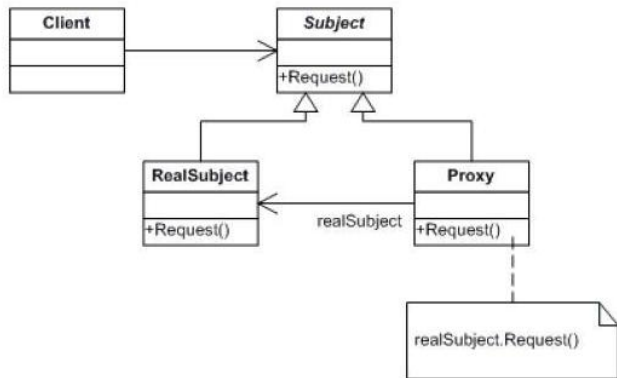 Client
Subject
+Request()
RealSubject
Proxy
+Request()
realSubject
+Request()
realSubject.Request()